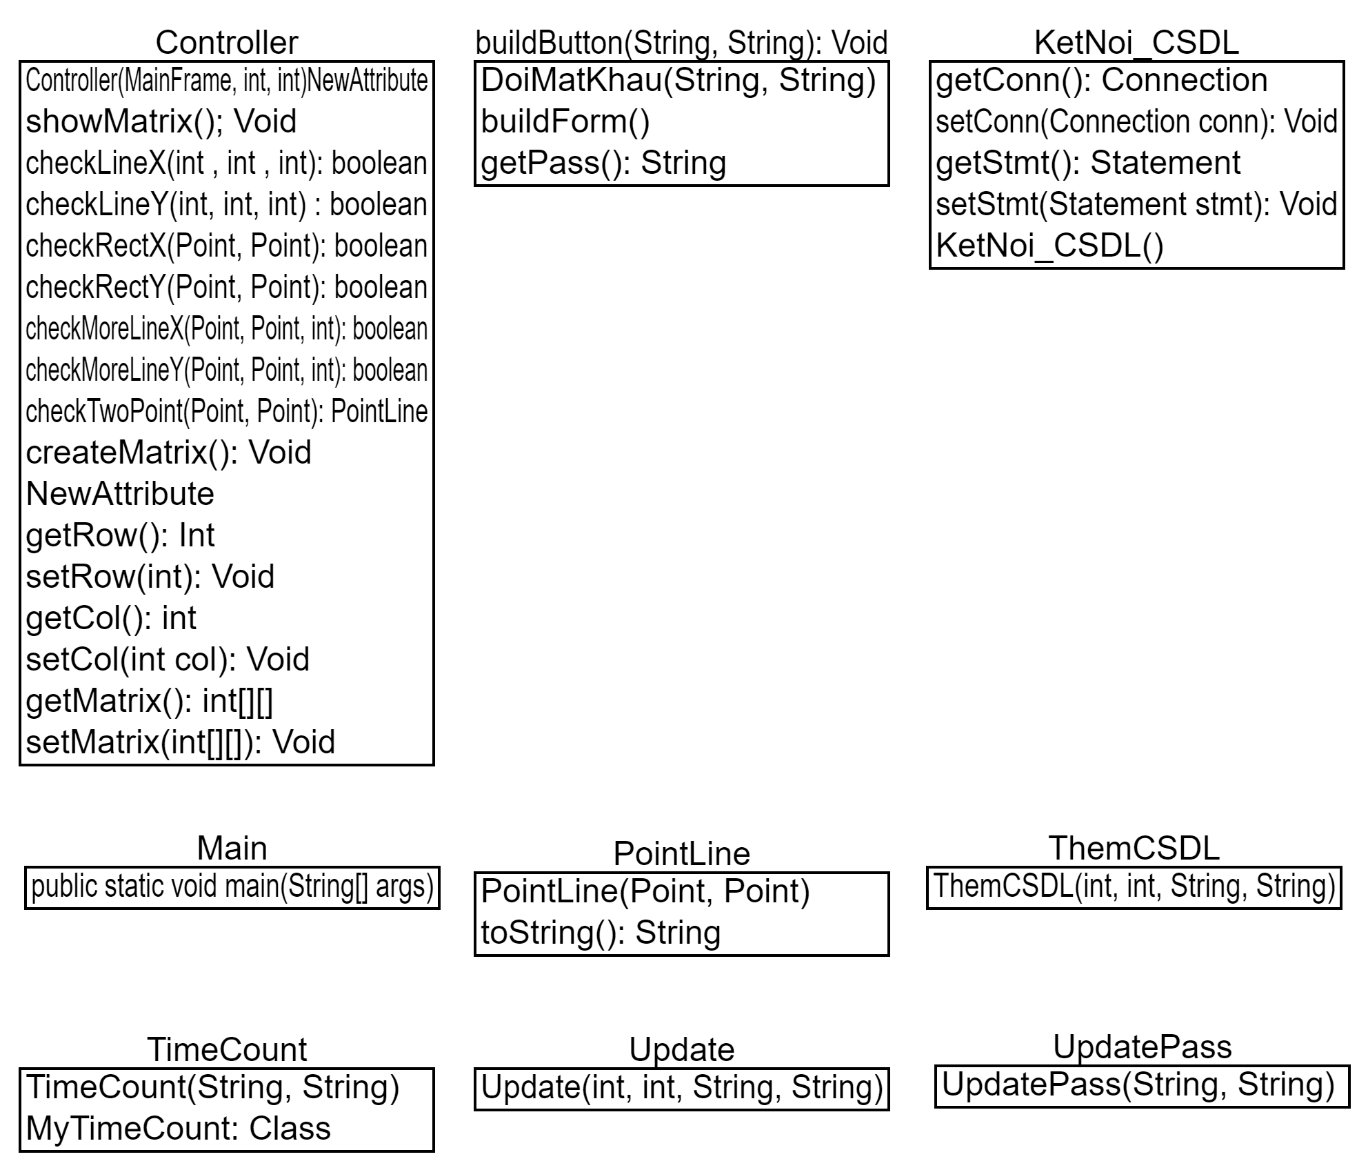 Controller
Controller(MainFrame, int, int)NewAttribute
showMatrix(); Void
checkLineX(int , int , int): boolean
checkLineY(int, int, int) : boolean
checkRectX(Point, Point): boolean
checkRectY(Point, Point): boolean
checkMoreLineX(Point, Point, int): boolean
checkMoreLineY(Point, Point, int): boolean
checkTwoPoint(Point, Point): PointLine
createMatrix(): Void
NewAttribute
getRow(): Int
setRow(int): Void
getCol(): int
setCol(int col): Void
getMatrix(): int[][]
setMatrix(int[][]): Void
buildButton(String, String): Void
DoiMatKhau(String, String)
buildForm()
getPass(): String
KetNoi_CSDL
getConn(): Connection
setConn(Connection conn): Void
getStmt(): Statement
setStmt(Statement stmt): Void
KetNoi_CSDL()
Main
public static void main(String[] args)
PointLine
PointLine(Point, Point)
toString(): String
ThemCSDL
ThemCSDL(int, int, String, String)
TimeCount
TimeCount(String, String)
MyTimeCount: Class
Update
Update(int, int, String, String)
UpdatePass
UpdatePass(String, String)